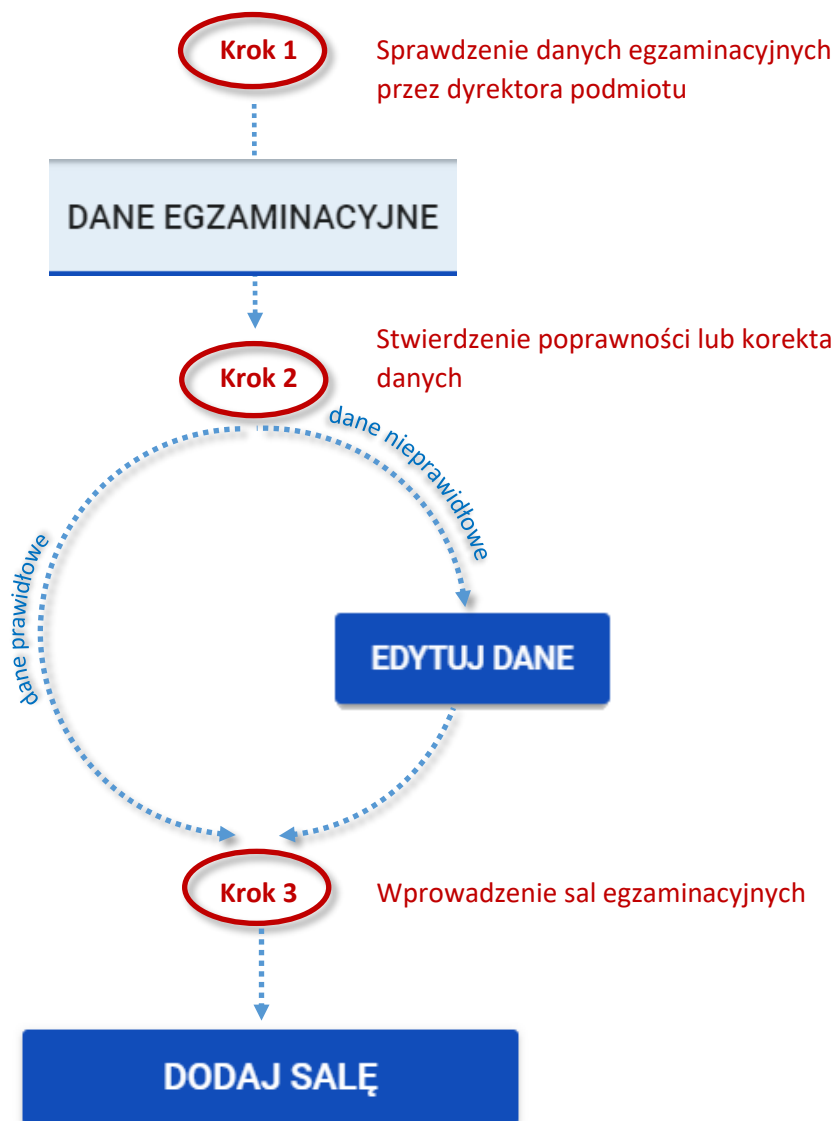 Krok 1
Sprawdzenie danych egzaminacyjnych
przez dyrektora podmiotu
DANE EGZAMINACYJNE
Krok 2
Stwierdzenie poprawności lub korekta
danych
dane nieprawidłowe
dane prawidłowe
EDYTUJ DANE
Krok 3
Wprowadzenie sal egzaminacyjnych
DODAJ SALĘ